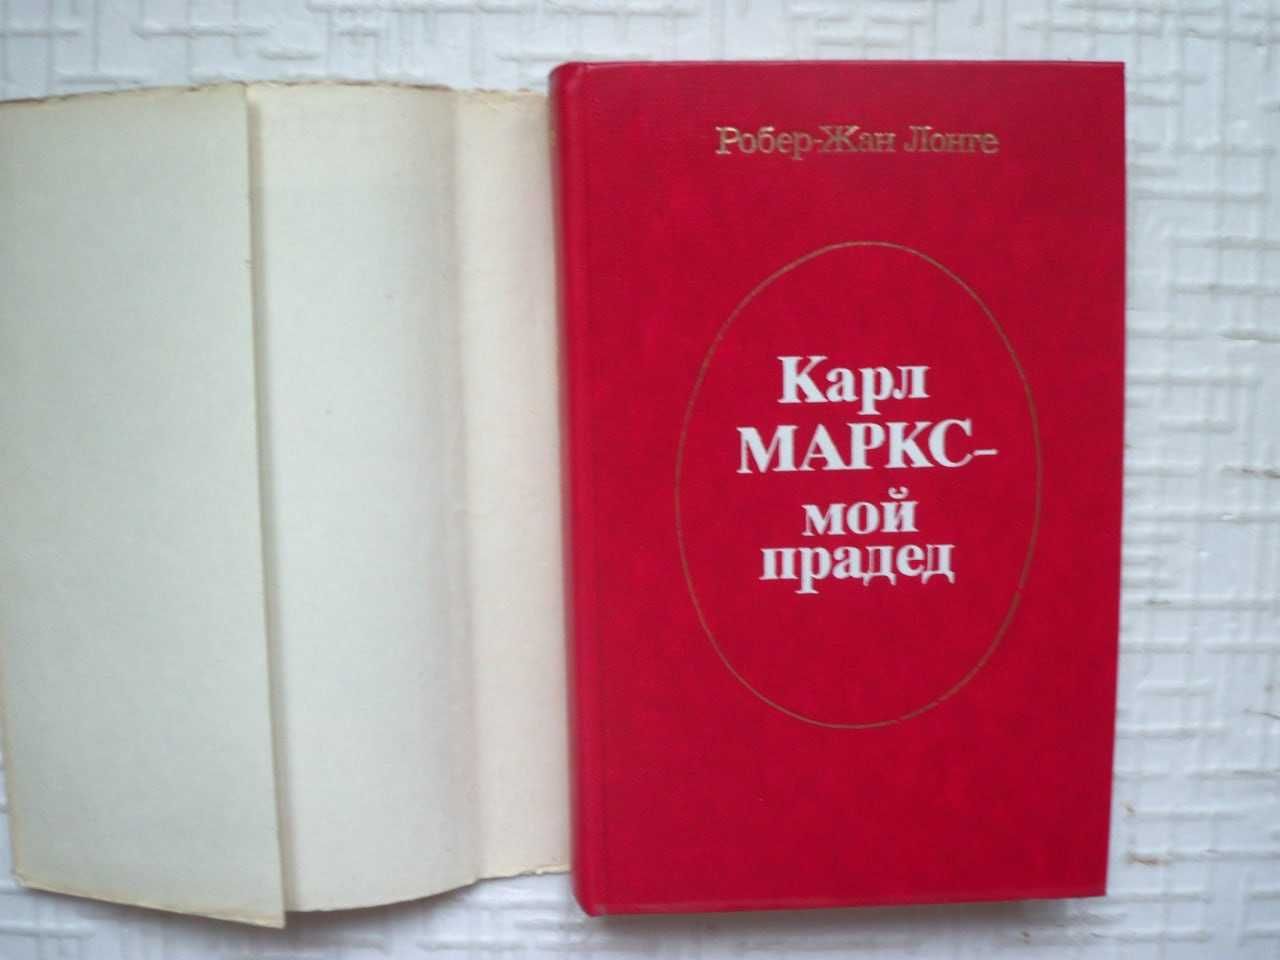 Робер-Жан Лонге
Карл
МАРКС-
мой
прадед